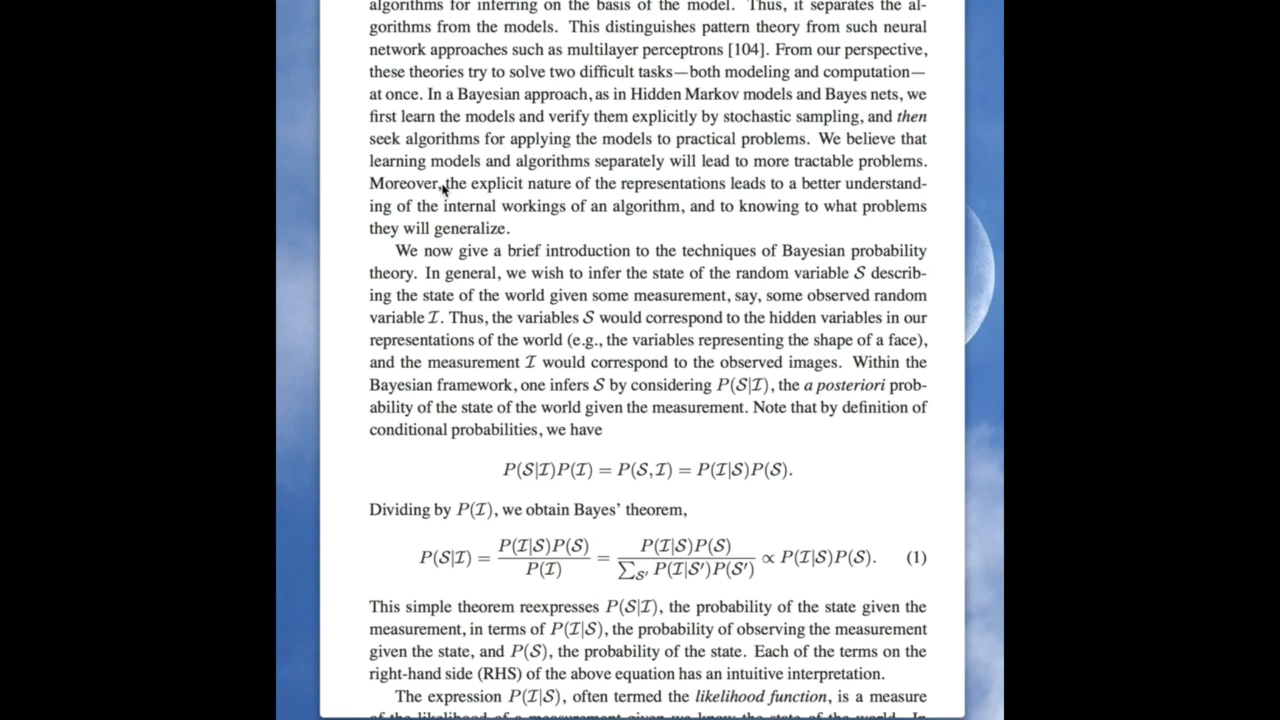 algorithms for inferring on the basis of the model. Thus, it separates the al-
gorithms from the models. This distinguishes pattern theory from such neural
network approaches such as multilayer perceptrons [104]. From our perspective,
these theories try to solve two difficult tasks—both modeling and computation—
at once. In a Bayesian approach, as in Hidden Markov models and Bayes nets, we
first learn the models and verify them explicitly by stochastic sampling, and then
seek algorithms for applying the models to practical problems. We believe that
learning models and algorithms separately will lead to more tractable problems.
Moreover, the explicit nature of the representations leads to a better understand-
ing of the internal workings of an algorithm, and to knowing to what problems
they will generalize.
We now give a brief introduction to the techniques of Bayesian probability
theory. In general, we wish to infer the state of the random variable S describ-
ing the state of the world given some measurement, say, some observed random
variable I. Thus, the variables S would correspond to the hidden variables in our
representations of the world (e.g., the variables representing the shape of a face),
and the measurement I would correspond to the observed images. Within the
Bayesian framework, one infers S by considering P(S|I), the a posteriori prob-
ability of the state of the world given the measurement. Note that by definition of
conditional probabilities, we have
P(S|I)P(I) = P(S,I) = P(I|S)P(S).
Dividing by P(I), we obtain Bayes' theorem,
P(S|I) = P(I|S)P(S) / P(I) = P(I|S)P(S) / ∑S′ P(I|S′)P(S′) ∝ P(I|S)P(S). (1)
This simple theorem reexpresses P(S|I), the probability of the state given the
measurement, in terms of P(I|S), the probability of observing the measurement
given the state, and P(S), the probability of the state. Each of the terms on the
right-hand side (RHS) of the above equation has an intuitive interpretation.
The expression P(I|S), often termed the likelihood function, is a measure
of the likelihood of a measurement given we know the state of the world. In